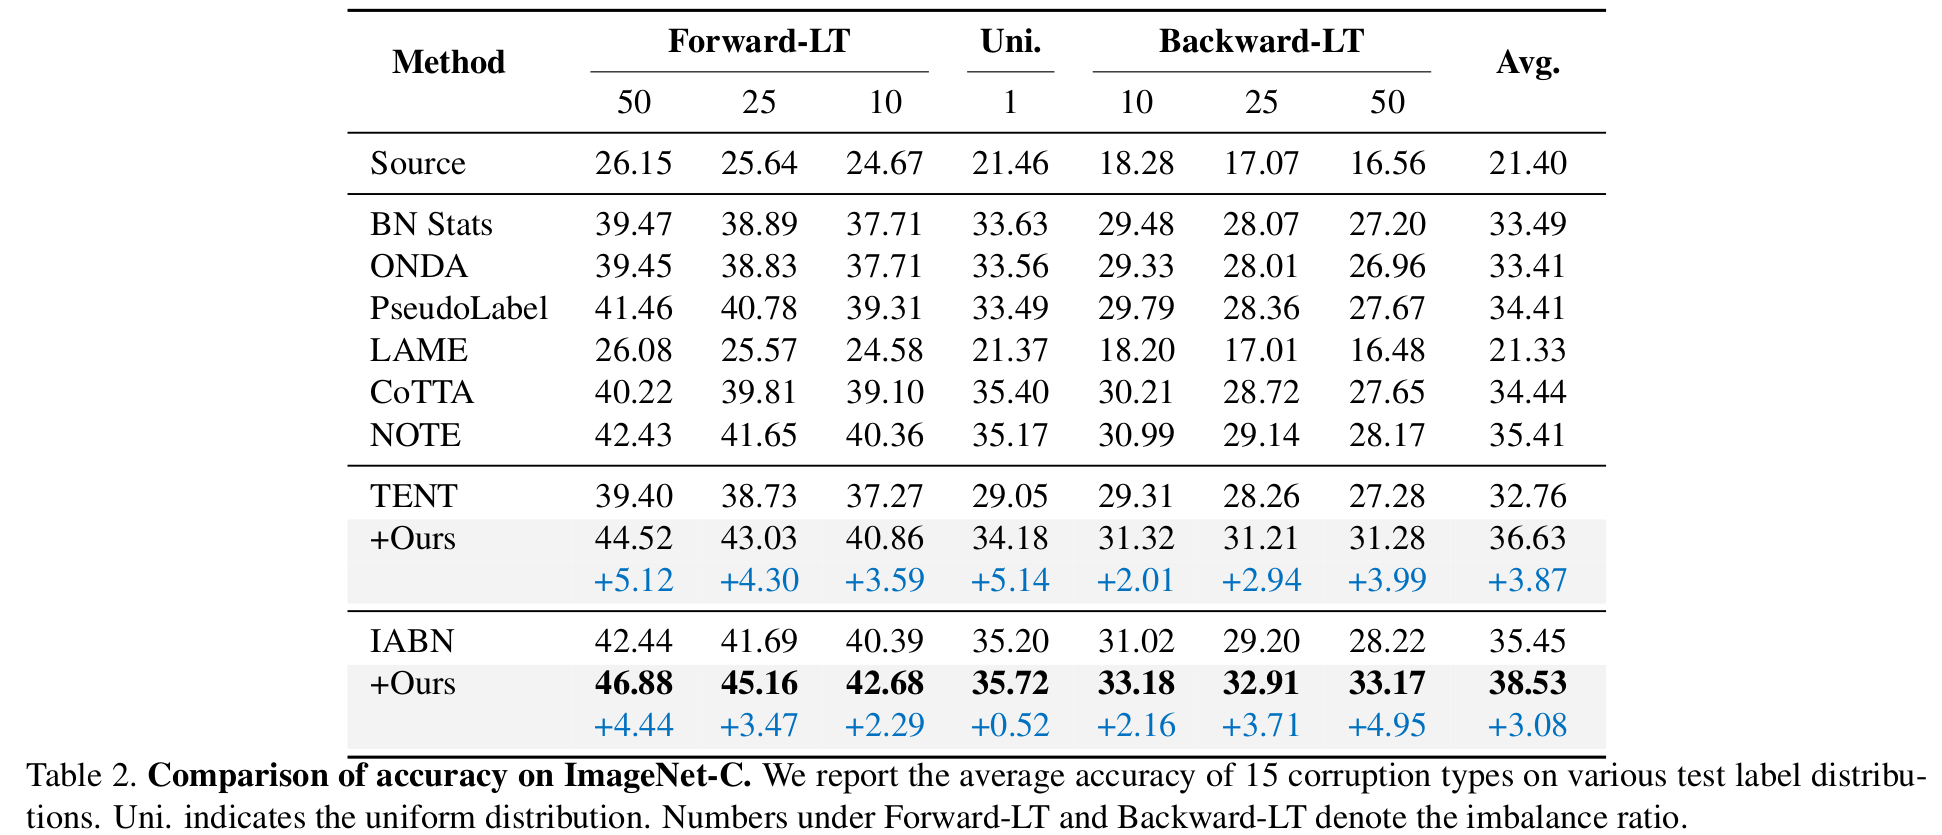 Method Forward-LT Uni. Backward-LT Avg.
50 25 10 1 10 25 50
Source 26.15 25.64 24.67 21.46 18.28 17.07 16.56 21.40
BN Stats 39.47 38.89 37.71 33.63 29.48 28.07 27.20 33.49
ONDA 39.45 38.83 37.71 33.56 29.33 28.01 26.96 33.41
PseudoLabel 41.46 40.78 39.31 33.49 29.79 28.36 27.67 34.41
LAME 26.08 25.57 24.58 21.37 18.20 17.01 16.48 21.33
CoTTA 40.22 39.81 39.10 35.40 30.21 28.72 27.65 34.44
NOTE 42.43 41.65 40.36 35.17 30.99 29.14 28.17 35.41
TENT 39.40 38.73 37.27 29.05 29.31 28.26 27.28 32.76
+Ours 44.52 43.03 40.86 34.18 31.32 31.21 31.28 36.63
+5.12 +4.30 +3.59 +5.14 +2.01 +2.94 +3.99 +3.87
IABN 42.44 41.69 40.39 35.20 31.02 29.20 28.22 35.45
+Ours 46.88 45.16 42.68 35.72 33.18 32.91 33.17 38.53
+4.44 +3.47 +2.29 +0.52 +2.16 +3.71 +4.95 +3.08
Table 2. Comparison of accuracy on ImageNet-C. We report the average accuracy of 15 corruption types on various test label distribu-
tions. Uni. indicates the uniform distribution. Numbers under Forward-LT and Backward-LT denote the imbalance ratio.